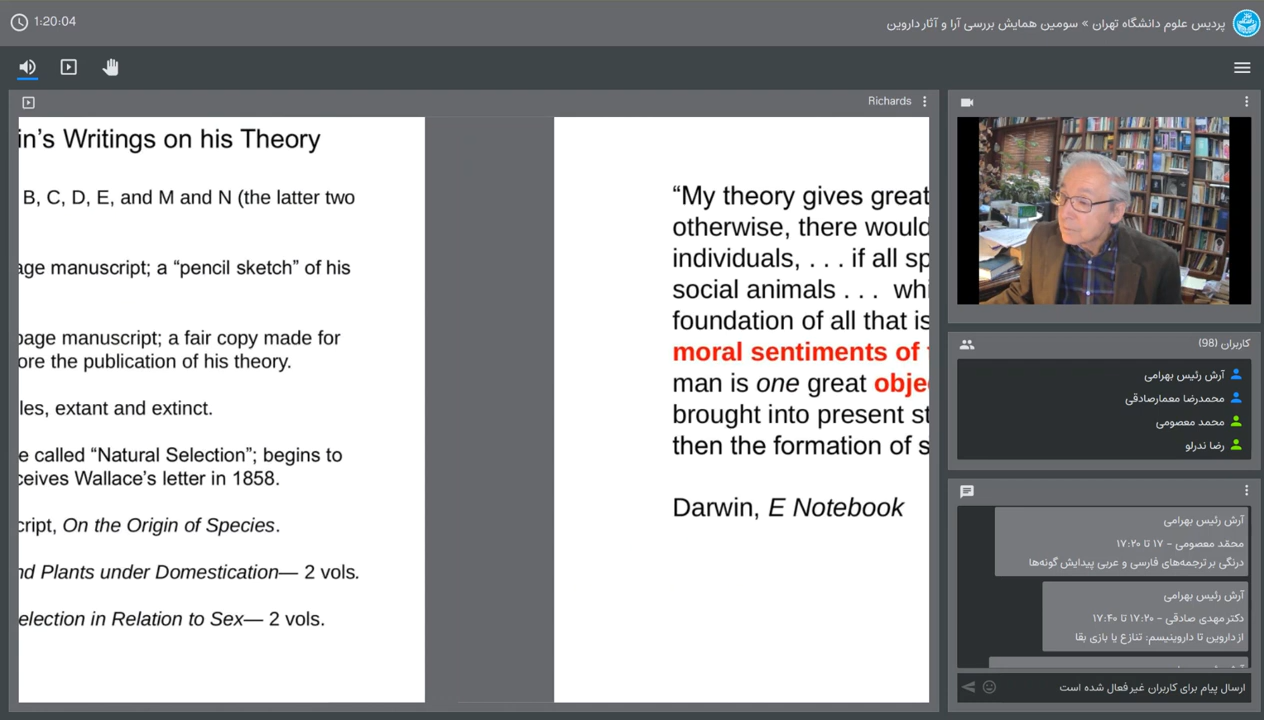 1:20:04
پردیس علوم دانشگاه تهران » سومین همایش بررسی آرا و آثار داروین
Richards
in’s Writings on his Theory
B, C, D, E, and M and N (the latter two
age manuscript; a “pencil sketch” of his
page manuscript; a fair copy made for
ore the publication of his theory.
les, extant and extinct.
e called “Natural Selection”; begins to
ceives Wallace’s letter in 1858.
cript, On the Origin of Species.
nd Plants under Domestication— 2 vols.
election in Relation to Sex— 2 vols.
“My theory gives great
otherwise, there would
individuals, . . . if all sp
social animals . . . whi
foundation of all that is
moral sentiments of
man is one great obje
brought into present st
then the formation of s
Darwin, E Notebook
کاربران (98)
آرش رئیس بهرامی
محمدرضا معمارصادقی
محمد معصومی
رضا ندرلو
آرش رئیس بهرامی
محمّد معصومی - ۱۷ تا ۱۷:۲۰
درنگی بر ترجمه‌های فارسی و عربی پیدایش گونه‌ها
آرش رئیس بهرامی
دکتر مهدی صادقی - ۱۷:۲۰ تا ۱۷:۴۰
از داروین تا داروینیسم: تنازع یا بازی بقا
ارسال پیام برای کاربران غیر فعال شده است